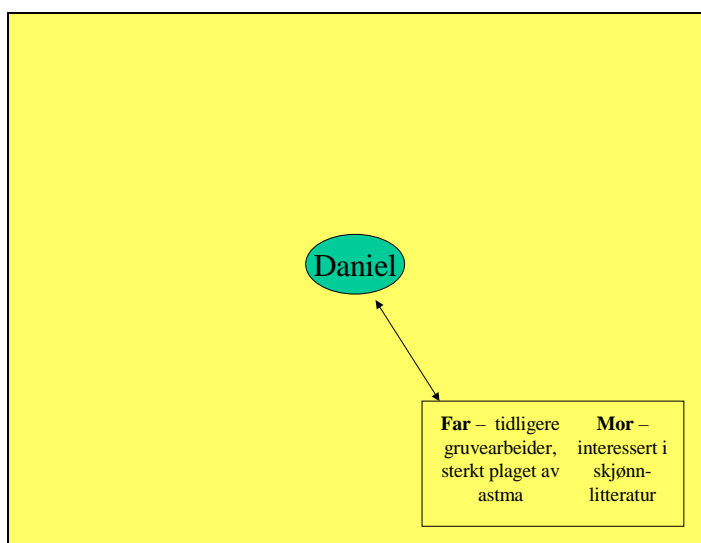 Daniel
Far – tidligere
gruvearbeider,
sterkt plaget av
astma
Mor –
interessert i
skjønn-
litteratur